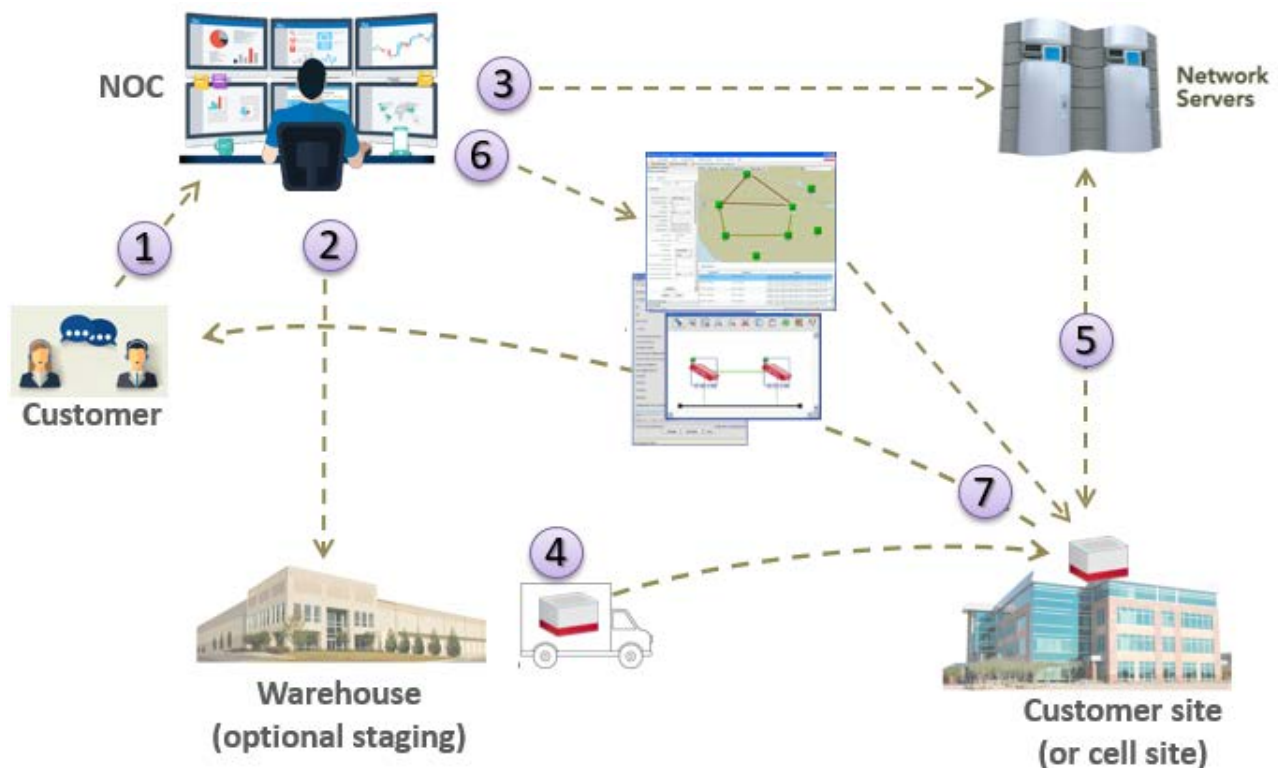 NOC
3
Network
Servers
6
1
2
5
Customer
7
4
Warehouse
(optional staging)
Customer site
(or cell site)